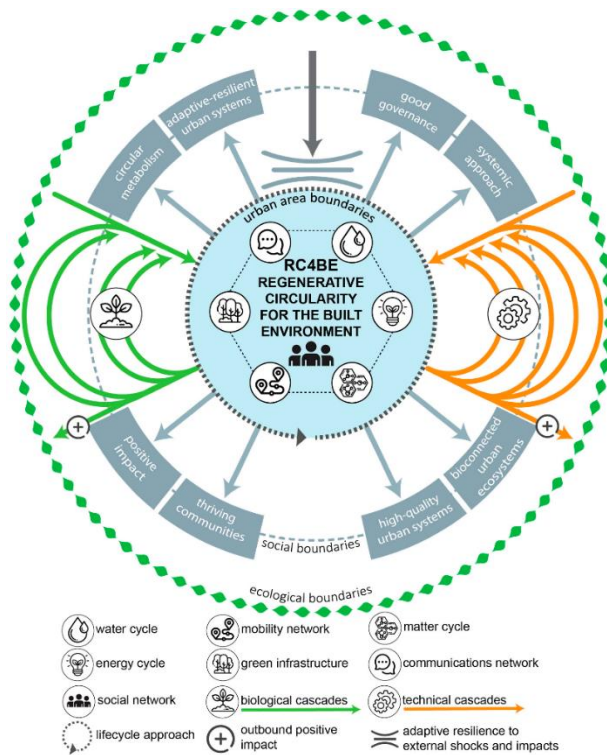 adaptive-resilient
urban systems
good
governance
circular
metabolism
systemic
approach
urban area boundaries
RC4BE
REGENERATIVE
CIRCULARITY
FOR THE BUILT
ENVIRONMENT
positive
impact
thriving
communities
high-quality
urban systems
bioconnected
urban
ecosystems
social boundaries
ecological boundaries
water cycle
mobility network
matter cycle
energy cycle
green infrastructure
communications network
social network
biological cascades
technical cascades
lifecycle approach
outbound positive
impact
adaptive resilience to
external shocks and impacts